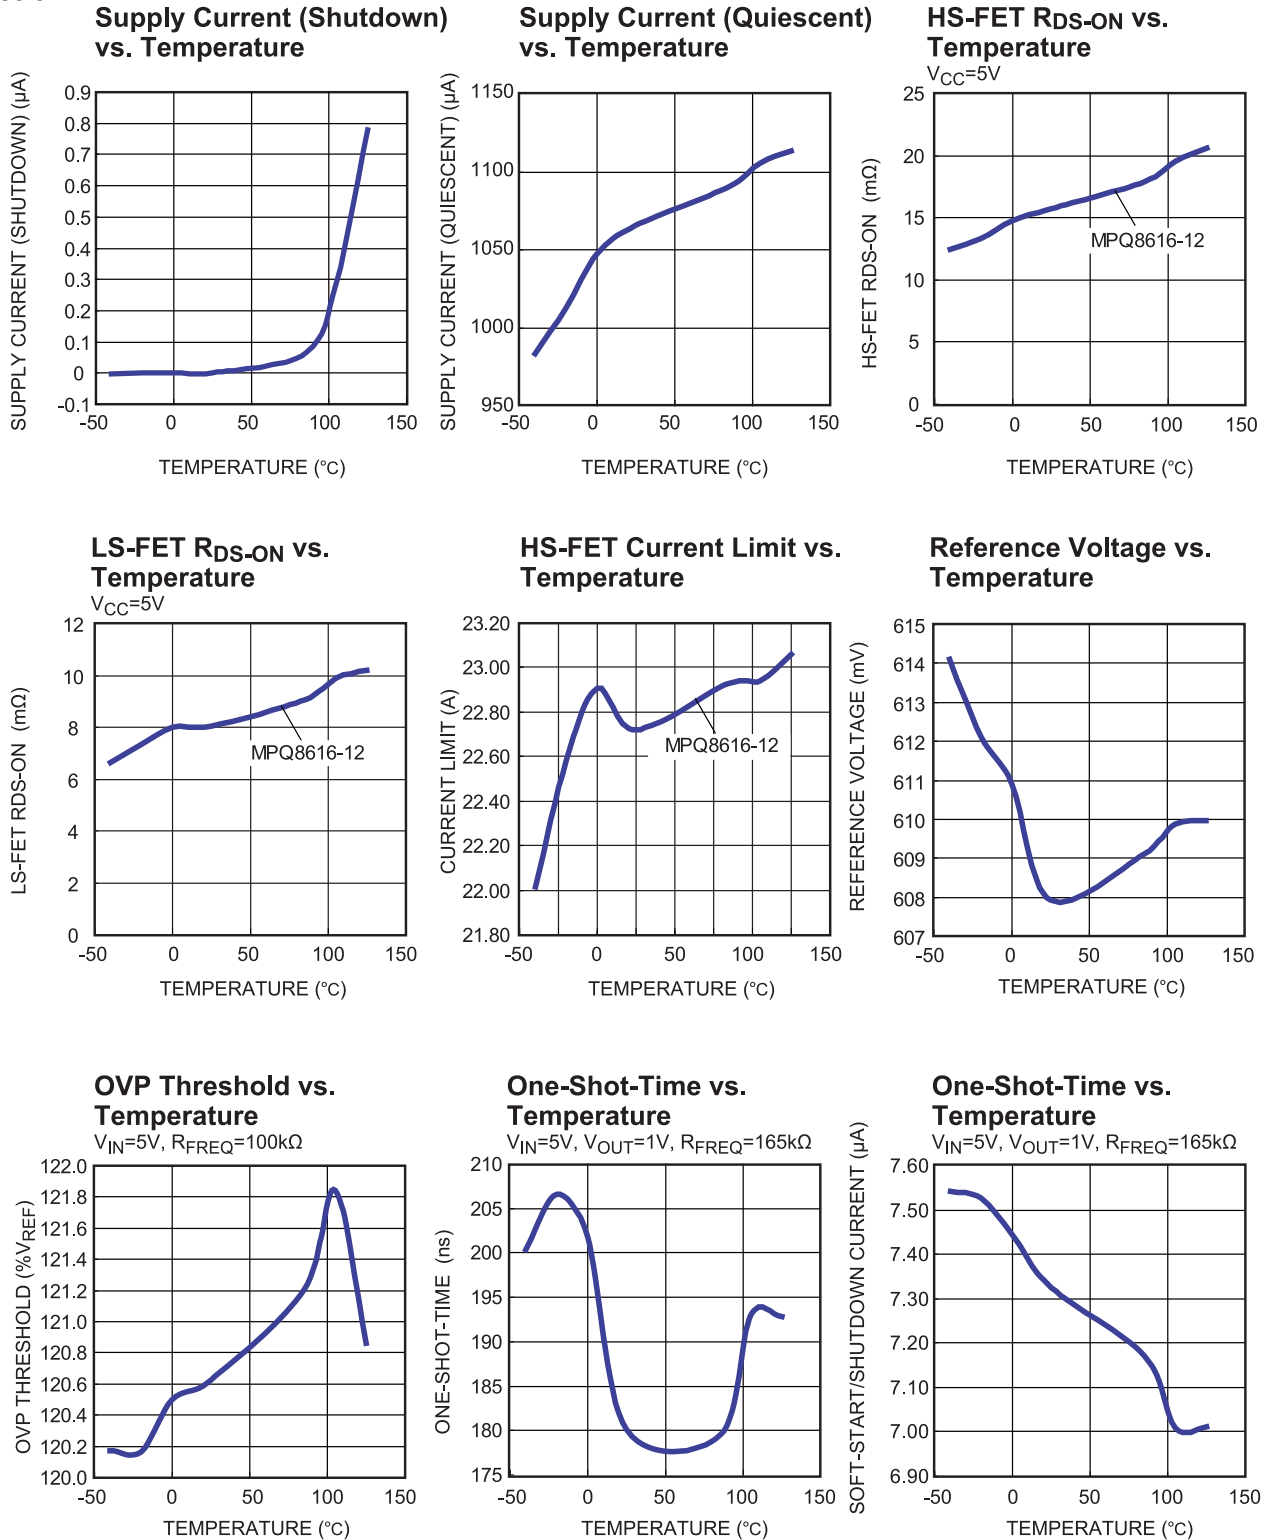 Supply Current (Shutdown)
vs. Temperature
SUPPLY CURRENT (SHUTDOWN) (µA)
0.9
0.8
0.7
0.6
0.5
0.4
0.3
0.2
0.1
0
-0.1
-50 0 50 100 150
TEMPERATURE (°C)
Supply Current (Quiescent)
vs. Temperature
SUPPLY CURRENT (QUIESCENT) (µA)
1150
1100
1050
1000
950
-50 0 50 100 150
TEMPERATURE (°C)
HS-FET RDS-ON vs.
Temperature
VCC=5V
HS-FET RDS-ON (mΩ)
25
20
15
10
5
0
MPQ8616-12
-50 0 50 100 150
TEMPERATURE (°C)
LS-FET RDS-ON vs.
Temperature
VCC=5V
LS-FET RDS-ON (mΩ)
12
10
8
6
4
2
0
MPQ8616-12
-50 0 50 100 150
TEMPERATURE (°C)
HS-FET Current Limit vs.
Temperature
CURRENT LIMIT (A)
23.20
23.00
22.80
22.60
22.40
22.20
22.00
21.80
MPQ8616-12
-50 0 50 100 150
TEMPERATURE (°C)
Reference Voltage vs.
Temperature
REFERENCE VOLTAGE (mV)
615
614
613
612
611
610
609
608
607
-50 0 50 100 150
TEMPERATURE (°C)
OVP Threshold vs.
Temperature
VIN=5V, RFREQ=100kΩ
OVP THRESHOLD (%VREF)
122.0
121.8
121.6
121.4
121.2
121.0
120.8
120.6
120.4
120.2
120.0
-50 0 50 100 150
TEMPERATURE (°C)
One-Shot-Time vs.
Temperature
VIN=5V, VOUT=1V, RFREQ=165kΩ
ONE-SHOT-TIME (ns)
210
205
200
195
190
185
180
175
-50 0 50 100 150
TEMPERATURE (°C)
One-Shot-Time vs.
Temperature
VIN=5V, VOUT=1V, RFREQ=165kΩ
SOFT-START/SHUTDOWN CURRENT (µA)
7.60
7.50
7.40
7.30
7.20
7.10
7.00
6.90
-50 0 50 100 150
TEMPERATURE (°C)